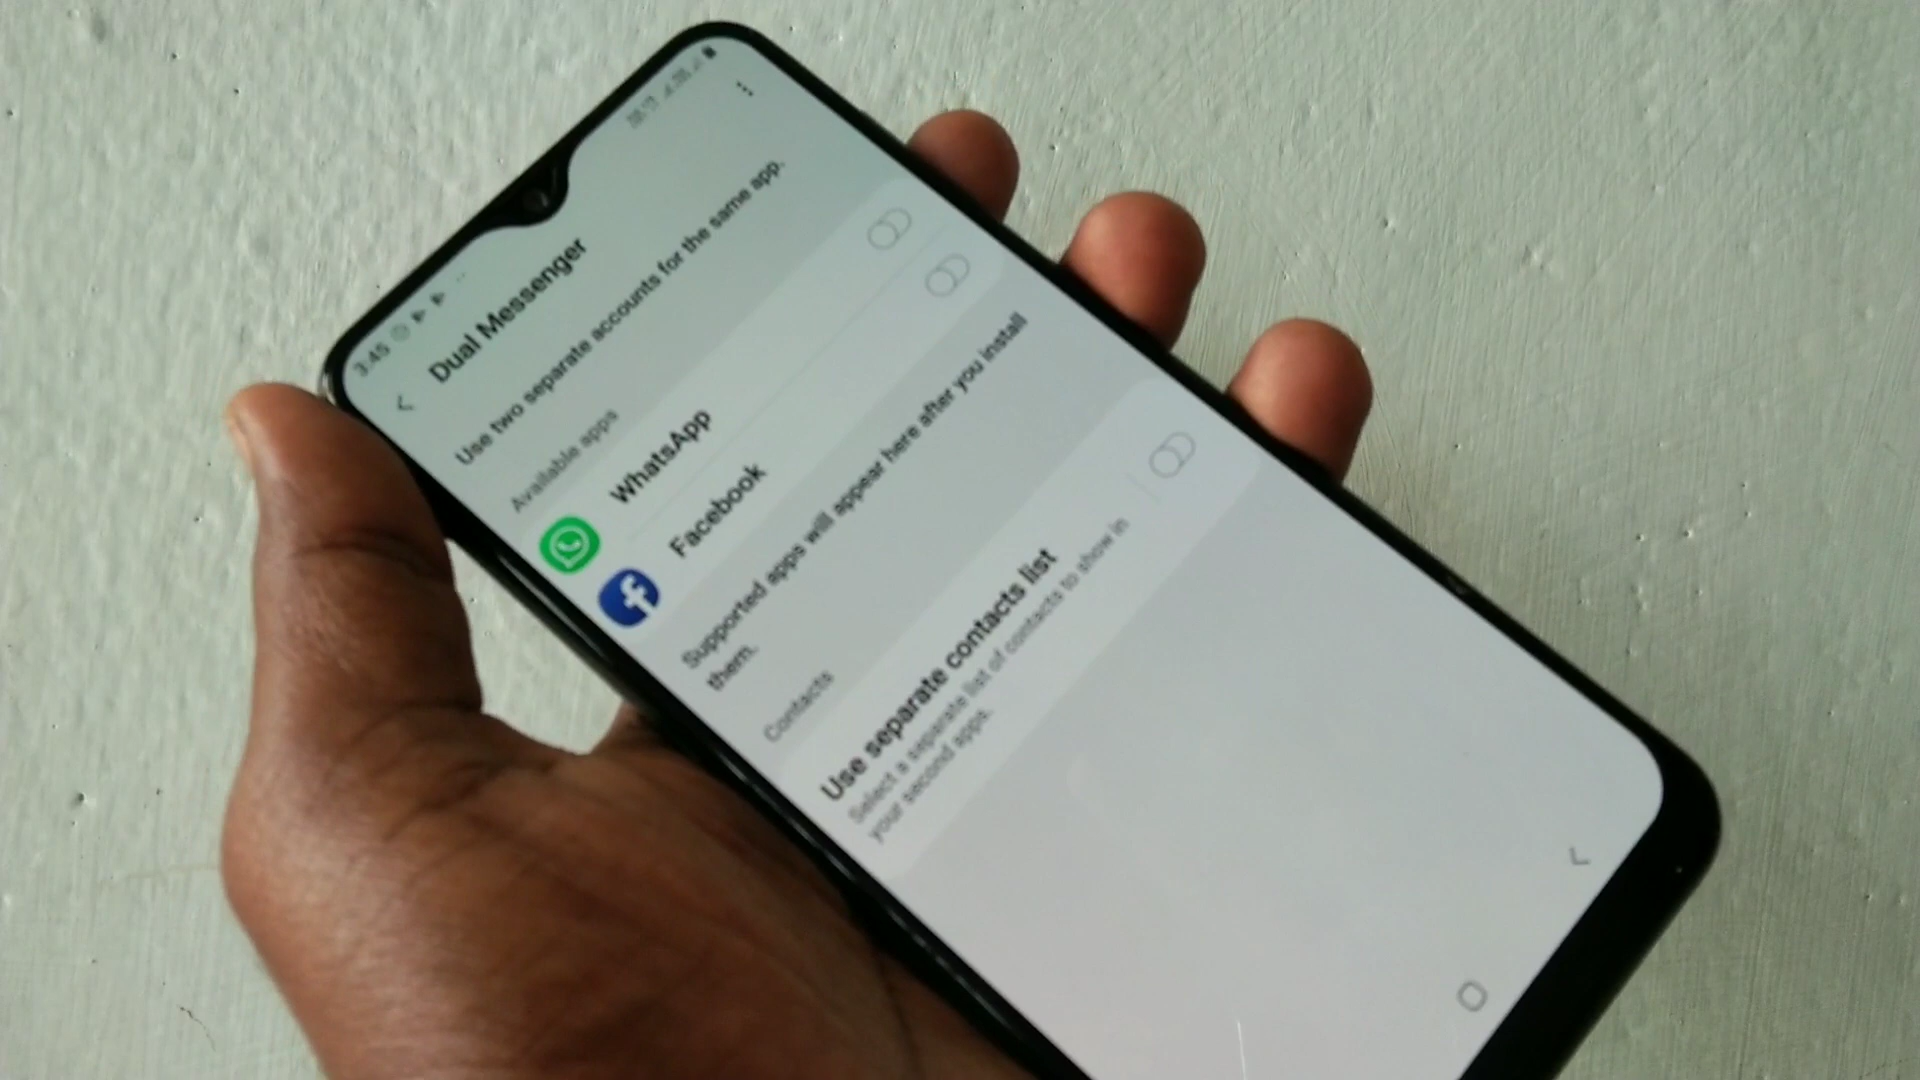 3:45
Dual Messenger
Use two separate accounts for the same app.
Available apps
WhatsApp
Facebook
Supported apps will appear here after you install
them.
Contacts
Use separate contacts list
Select a separate list of contacts to show in
your second apps.